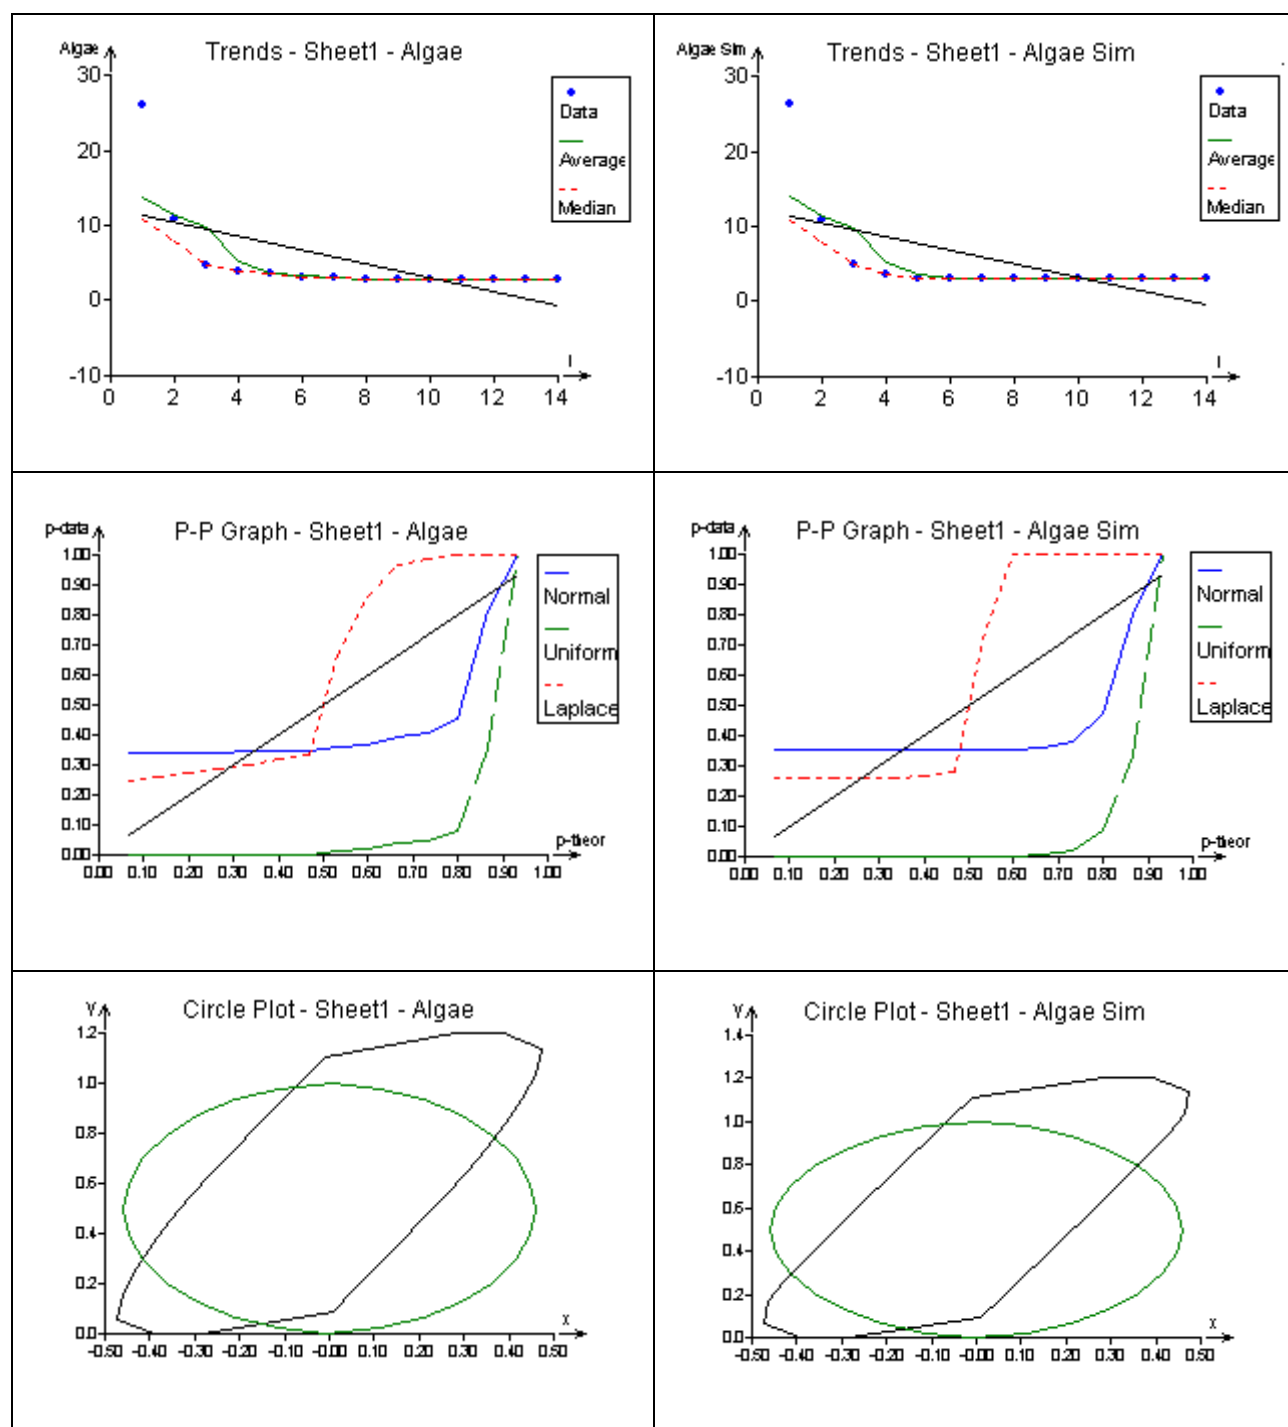 Trends - Sheet1 - Algae
Algae
30
20
10
0
-10
0 2 4 6 8 10 12 14
I
Data
Average
Median
Trends - Sheet1 - Algae Sim
Algae Sim
30
20
10
0
-10
0 2 4 6 8 10 12 14
I
Data
Average
Median
P-P Graph - Sheet1 - Algae
p-data
1.00
0.90
0.80
0.70
0.60
0.50
0.40
0.30
0.20
0.10
0.00
0.00 0.10 0.20 0.30 0.40 0.50 0.60 0.70 0.80 0.90 1.00
p-theor
Normal
Uniform
Laplace
P-P Graph - Sheet1 - Algae Sim
p-data
1.00
0.90
0.80
0.70
0.60
0.50
0.40
0.30
0.20
0.10
0.00
0.00 0.10 0.20 0.30 0.40 0.50 0.60 0.70 0.80 0.90 1.00
p-theor
Normal
Uniform
Laplace
Circle Plot - Sheet1 - Algae
Y
1.2
1.0
0.8
0.6
0.4
0.2
0.0
-0.50 -0.40 -0.30 -0.20 -0.10 -0.00 0.10 0.20 0.30 0.40 0.50
X
Circle Plot - Sheet1 - Algae Sim
Y
1.4
1.2
1.0
0.8
0.6
0.4
0.2
0.0
-0.50 -0.40 -0.30 -0.20 -0.10 -0.00 0.10 0.20 0.30 0.40 0.50
X